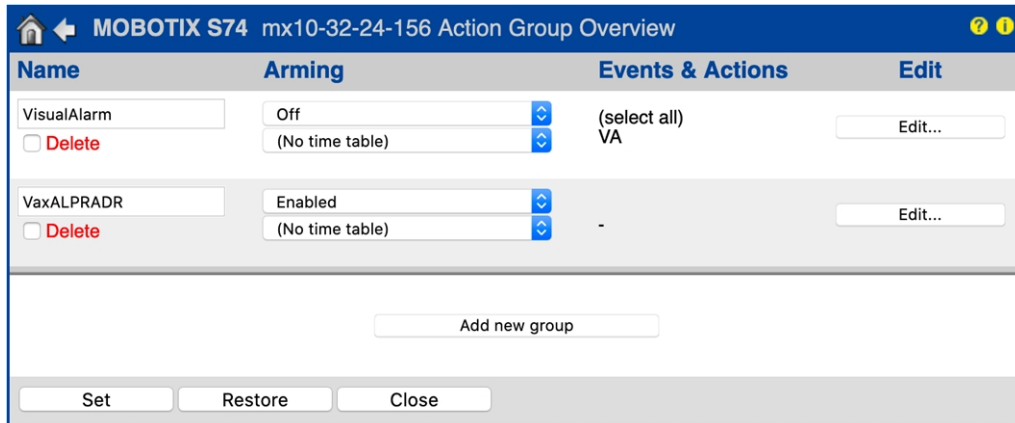 MOBOTIX S74 mx10-32-24-156 Action Group Overview ? i
Name Arming Events & Actions Edit
VisualAlarm Off (select all) Edit...
Delete (No time table) VA
VaxALPRADR Enabled Edit...
Delete (No time table) -
Add new group
Set Restore Close